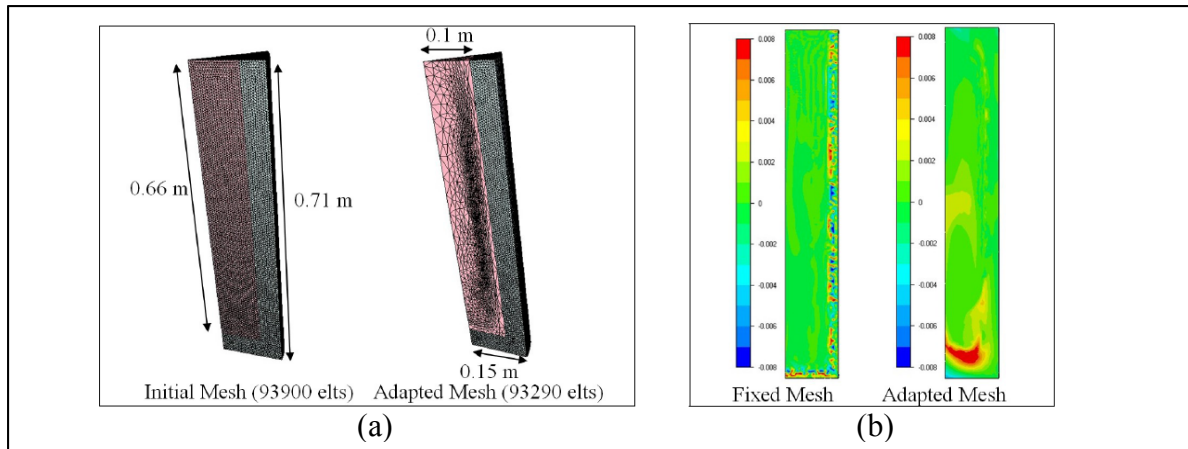 0.1 m
0.66 m
0.71 m
0.15 m
Initial Mesh (93900 elts)
Adapted Mesh (93290 elts)
(a)
0.008
0.006
0.004
0.002
0
-0.002
-0.004
-0.006
-0.008
Fixed Mesh
0.008
0.006
0.004
0.002
0
-0.002
-0.004
-0.006
-0.008
Adapted Mesh
(b)